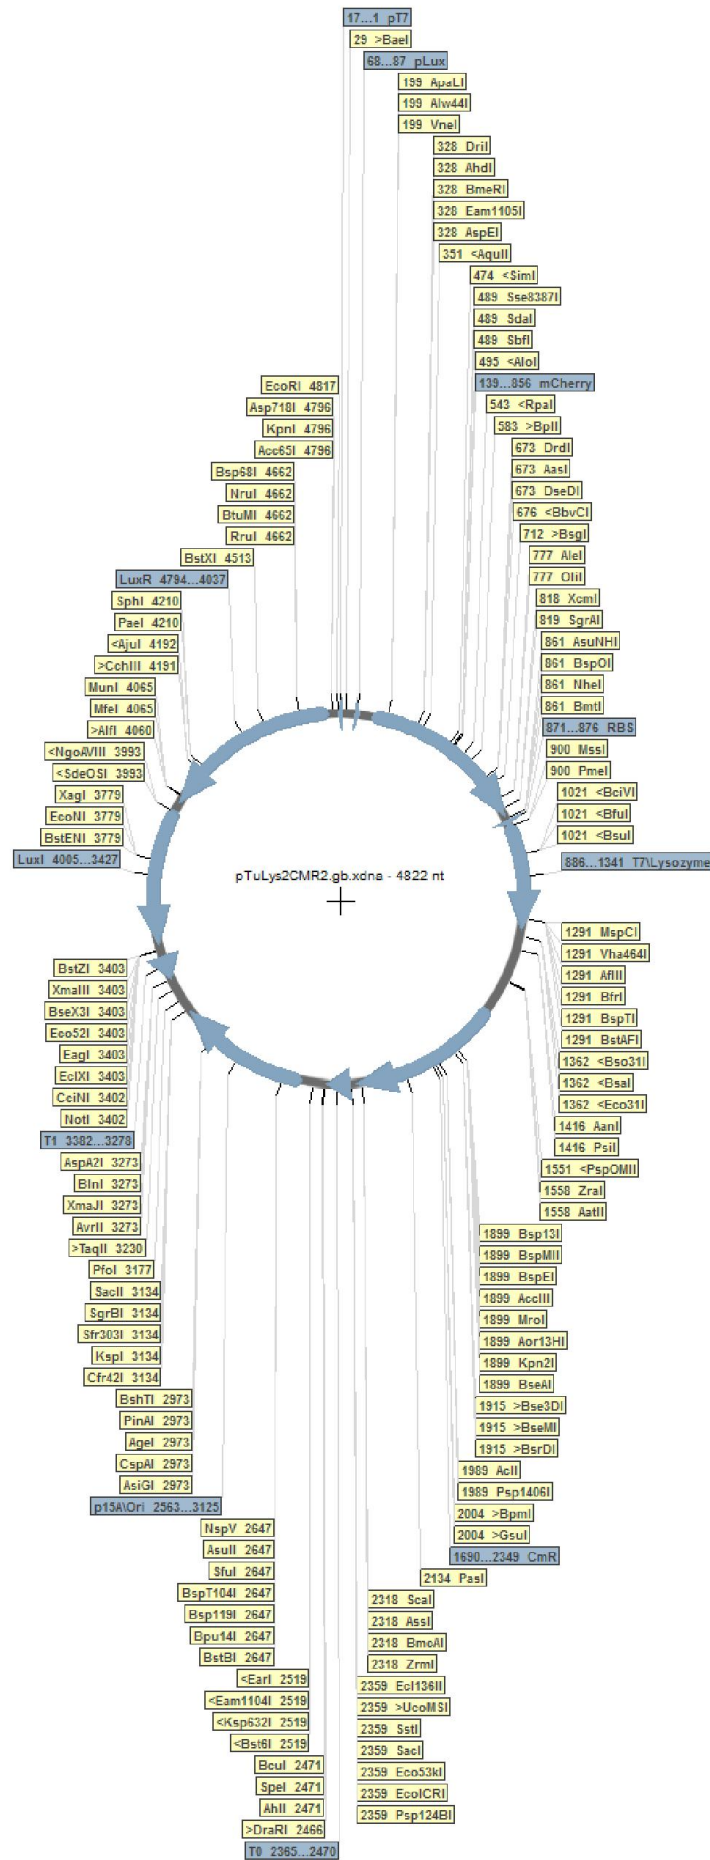 17...1 pT7
29 >BaeI
68...87 pLux
199 ApaLI
199 Alw44I
199 VneI
328 DriI
328 AhdI
328 BmeRI
328 Eam1105I
328 AspEI
351 <AquII
474 <SimI
489 Sse8387I
489 SdaI
489 SbfI
495 <AloI
139...856 mCherry
543 <RpaI
583 >BplI
673 DrdI
673 AasI
673 DseDI
676 <BbvCI
712 >BsgI
777 AleI
777 OliI
818 XcmI
819 SgrAI
861 AsuNHI
861 BspOI
861 NheI
861 BmtI
871...876 RBS
900 MssI
900 PmeI
1021 <BciVI
1021 <BfuI
1021 <BsuI
886...1341 T7\Lysozyme
1291 MspCI
1291 Vha464I
1291 AflII
1291 BfrI
1291 BspTI
1291 BstAFI
1362 <Bso31I
1362 <BsaI
1362 <Eco31I
1416 AanI
1416 PsiI
1551 <PspOMII
1558 ZraI
1558 AatII
1899 Bsp13I
1899 BspMII
1899 BspEI
1899 AccIII
1899 MroI
1899 Aor13HI
1899 Kpn2I
1899 BseAI
1915 >Bse3DI
1915 >BseMI
1915 >BsrDI
1989 AclI
1989 Psp1406I
2004 >BpmI
2004 >GsuI
1690...2349 CmR
2134 PasI
2318 ScaI
2318 AssI
2318 BmcAI
2318 ZrmI
2359 Ecl136II
2359 >UcoMSI
2359 SstI
2359 SacI
2359 Eco53kI
2359 EcoICRI
2359 Psp124BI
EcoRI 4817
Asp718I 4796
KpnI 4796
Acc65I 4796
Bsp68I 4662
NruI 4662
BtuMI 4662
RruI 4662
BstXI 4513
LuxR 4794...4037
SphI 4210
PaeI 4210
<AjuI 4192
>CchIII 4191
MunI 4065
MfeI 4065
>AlfI 4060
<NgoAVIII 3993
<SdeOSI 3993
XagI 3779
EcoNI 3779
BstENI 3779
LuxI 4005...3427
pTuLys2CMR2.gb.xdna - 4822 nt
BstZI 3403
XmaIII 3403
BseX3I 3403
Eco52I 3403
EagI 3403
EclXI 3403
CciNI 3402
NotI 3402
T1 3382...3278
AspA2I 3273
BlnI 3273
XmaJI 3273
AvrII 3273
>TaqII 3230
PfoI 3177
SacII 3134
SgrBI 3134
Sfr303I 3134
KspI 3134
Cfr42I 3134
BshTI 2973
PinAI 2973
AgeI 2973
CspAI 2973
AsiGI 2973
p15A\Ori 2563...3125
NspV 2647
AsuII 2647
SfuI 2647
BspT104I 2647
Bsp119I 2647
Bpu14I 2647
BstBI 2647
<EarI 2519
<Eam1104I 2519
<Ksp632I 2519
<Bst6I 2519
BcuI 2471
SpeI 2471
AhlI 2471
>DraRI 2466
T0 2365...2470